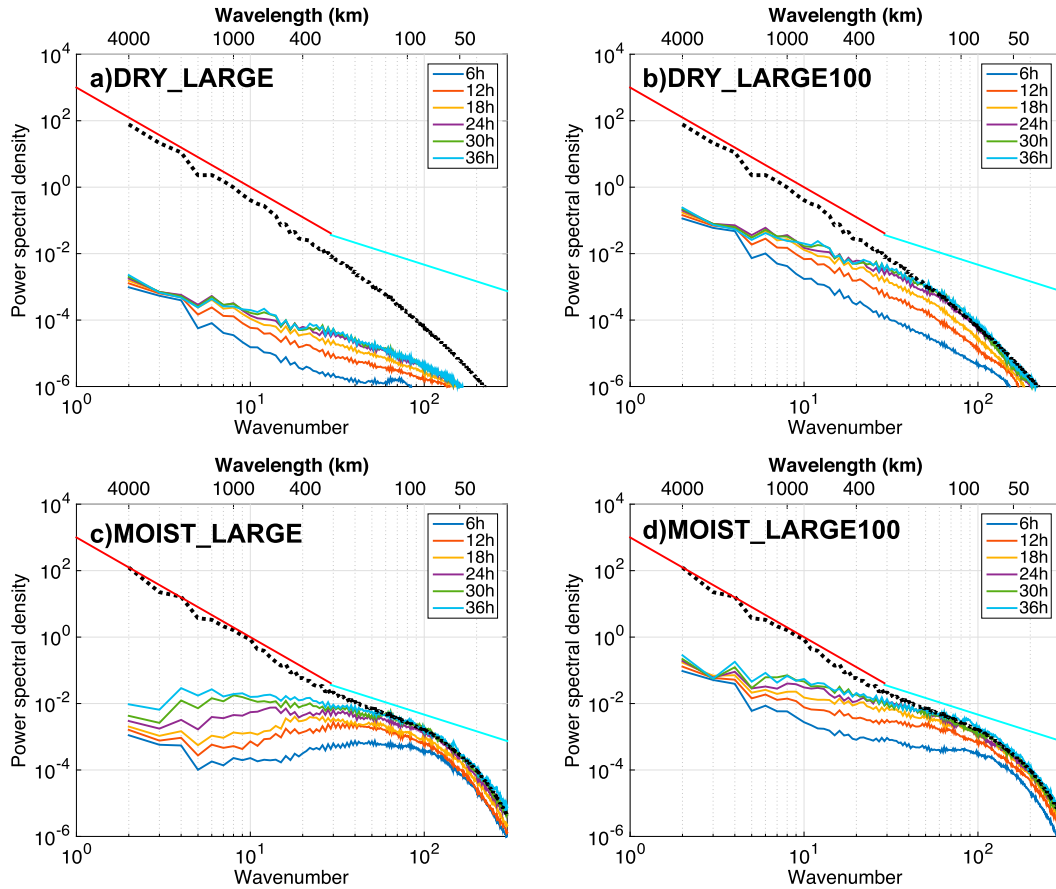 Wavelength (km)
4000 1000 400 100 50
a)DRY_LARGE
6h
12h
18h
24h
30h
36h
Power spectral density
10^4
10^2
10^0
10^-2
10^-4
10^-6
10^0 10^1 10^2
Wavenumber
Wavelength (km)
4000 1000 400 100 50
b)DRY_LARGE100
6h
12h
18h
24h
30h
36h
Power spectral density
10^4
10^2
10^0
10^-2
10^-4
10^-6
10^0 10^1 10^2
Wavenumber
Wavelength (km)
4000 1000 400 100 50
c)MOIST_LARGE
6h
12h
18h
24h
30h
36h
Power spectral density
10^4
10^2
10^0
10^-2
10^-4
10^-6
10^0 10^1 10^2
Wavenumber
Wavelength (km)
4000 1000 400 100 50
d)MOIST_LARGE100
6h
12h
18h
24h
30h
36h
Power spectral density
10^4
10^2
10^0
10^-2
10^-4
10^-6
10^0 10^1 10^2
Wavenumber